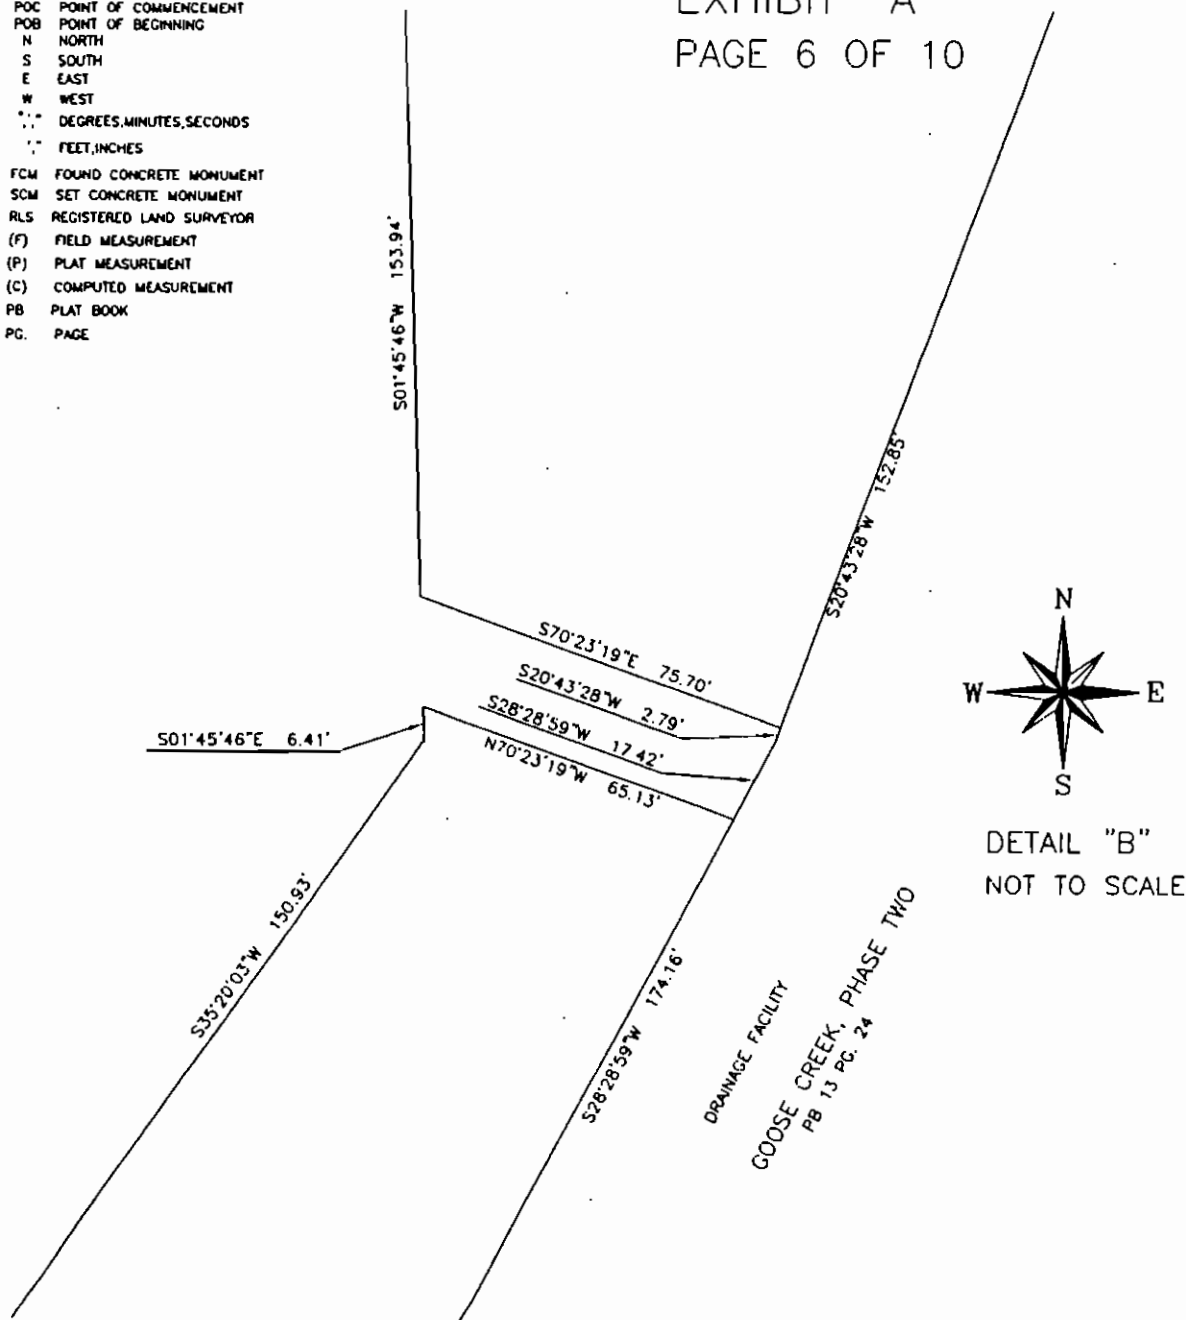 EXHIBIT "A"
PAGE 6 OF 10
POC POINT OF COMMENCEMENT
POB POINT OF BEGINNING
N NORTH
S SOUTH
E EAST
W WEST
°,'," DEGREES,MINUTES,SECONDS
'," FEET,INCHES
FCM FOUND CONCRETE MONUMENT
SCM SET CONCRETE MONUMENT
RLS REGISTERED LAND SURVEYOR
(F) FIELD MEASUREMENT
(P) PLAT MEASUREMENT
(C) COMPUTED MEASUREMENT
PB PLAT BOOK
PG. PAGE
S01°45'46"W 153.94'
S20°43'28"W 152.85'
S70°23'19"E 75.70'
S20°43'28"W 2.79'
S28°28'59"W 17.42'
N70°23'19"W 65.13'
S01°45'46"E 6.41'
S35°20'03"W 150.93'
S28°28'59"W 174.16'
DRAINAGE FACILITY
GOOSE CREEK, PHASE TWO
PB 13 PG. 24
N
W E
S
DETAIL "B"
NOT TO SCALE